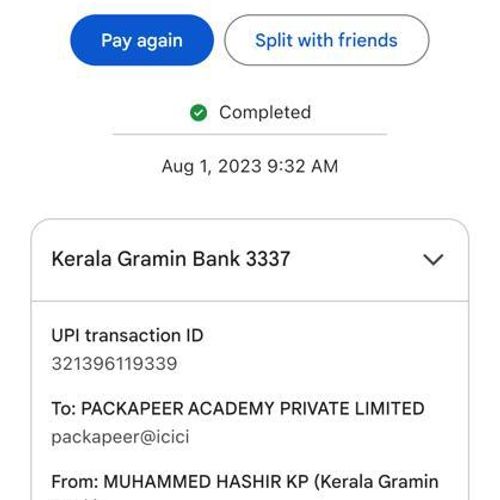 Pay again
Split with friends
Completed
Aug 1, 2023 9:32 AM
Kerala Gramin Bank 3337
UPI transaction ID
321396119339
To: PACKAPEER ACADEMY PRIVATE LIMITED
packapeer@icici
From: MUHAMMED HASHIR KP (Kerala Gramin